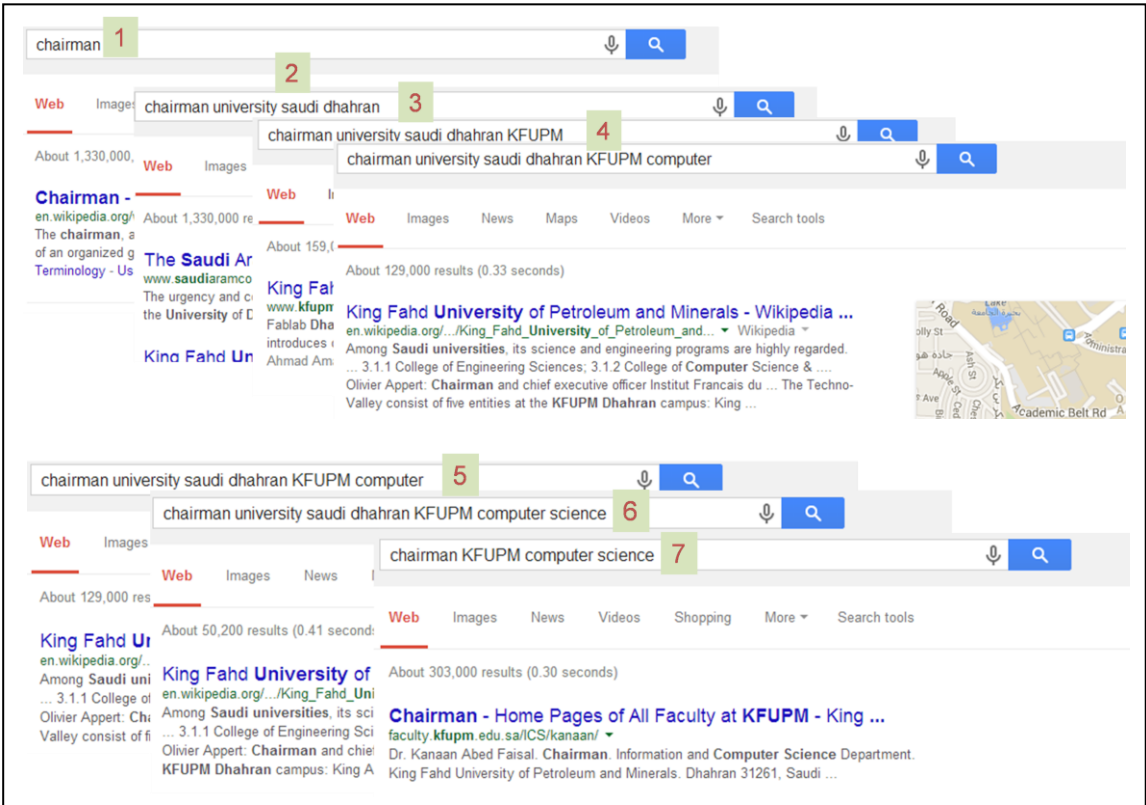 chairman 1
Web Images
About 1,330,000,
Chairman -
en.wikipedia.org/
The chairman, a
of an organized g
Terminology - Us
2
chairman university saudi dhahran 3
Web Images
About 1,330,000 re
The Saudi Ar
www.saudiaramco
The urgency and c
the University of D
King Fahd Un
chairman university saudi dhahran KFUPM 4
Web
About 159,0
King Fah
www.kfupm
Fablab Dha
introduces
Ahmad Ama
chairman university saudi dhahran KFUPM computer
Web Images News Maps Videos More Search tools
About 129,000 results (0.33 seconds)
King Fahd University of Petroleum and Minerals - Wikipedia ...
en.wikipedia.org/.../King_Fahd_University_of_Petroleum_and... Wikipedia
Among Saudi universities, its science and engineering programs are highly regarded.
... 3.1.1 College of Engineering Sciences; 3.1.2 College of Computer Science & ....
Olivier Appert: Chairman and chief executive officer Institut Francais du ... The Techno-
Valley consist of five entities at the KFUPM Dhahran campus: King ...
Lake
Road
olly St
Ash St
Apple St
Ave
Academic Belt Rd
chairman university saudi dhahran KFUPM computer 5
Web Images
About 129,000 res
King Fahd Ur
en.wikipedia.org/..
Among Saudi uni
... 3.1.1 College of
Olivier Appert: Cha
Valley consist of fi
chairman university saudi dhahran KFUPM computer science 6
Web Images News
About 50,200 results (0.41 seconds
King Fahd University of
en.wikipedia.org/.../King_Fahd_Uni
Among Saudi universities, its sci
... 3.1.1 College of Engineering Sci
Olivier Appert: Chairman and chief
KFUPM Dhahran campus: King A
chairman KFUPM computer science 7
Web Images News Videos Shopping More Search tools
About 303,000 results (0.30 seconds)
Chairman - Home Pages of All Faculty at KFUPM - King ...
faculty.kfupm.edu.sa/ICS/kanaan/
Dr. Kanaan Abed Faisal. Chairman. Information and Computer Science Department.
King Fahd University of Petroleum and Minerals. Dhahran 31261, Saudi ...